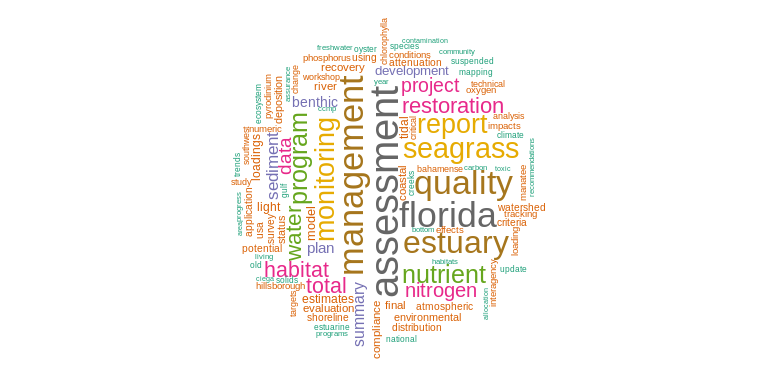 contamination
chlorophylla
freshwater
oyster
species
community
phosphorus
using
conditions
attenuation
suspended
recovery
development
mapping
workshop
year
technical
change
assurance
river
project
oxygen
deposition
pyrodinium
ecosystem
benthic
management
assessment
restoration
ccmp
numeric
tidal
critical
report
analysis
impacts
climate
southwest
loadings
sediment
data
program
monitoring
seagrass
trends
study
gulf
coastal
creeks
bahamense
carbon
toxic
quality
manatee
recommendations
area
progress
application
light
usa
survey
status
water
model
florida
watershed
tracking
criteria
bottom
effects
loading
potential
plan
estuary
living
old
habitat
habitats
nutrient
interagency
update
ciega
solids
hillsborough
total
nitrogen
allocation
targets
estimates
evaluation
summary
compliance
final
atmospheric
shoreline
environmental
estuarine
distribution
programs
national